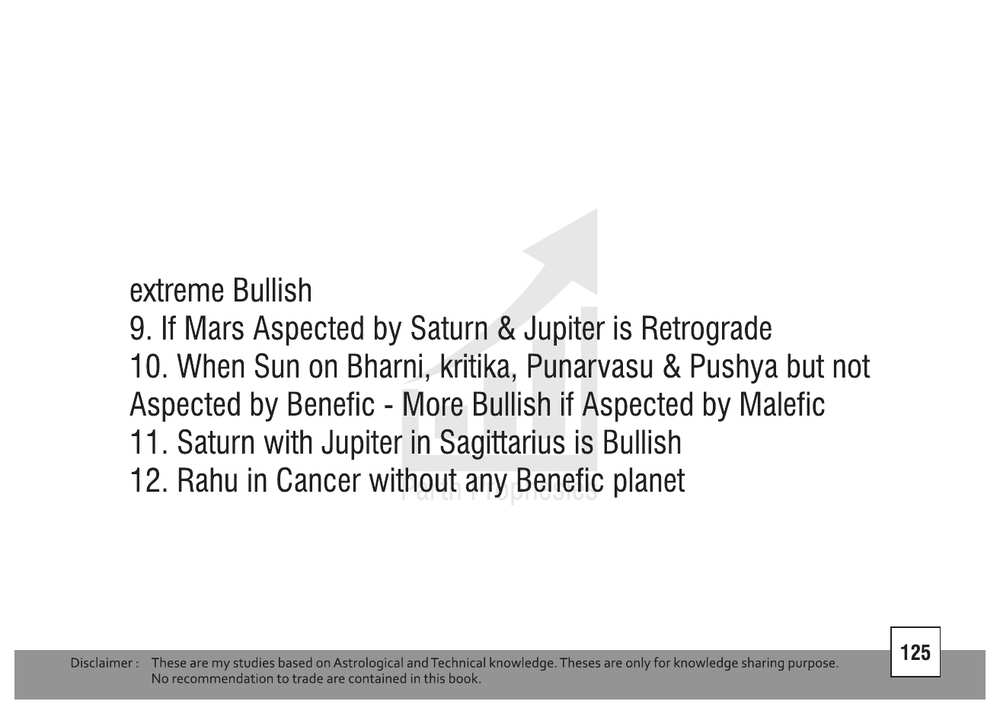 extreme Bullish
9. If Mars Aspected by Saturn & Jupiter is Retrograde
10. When Sun on Bharni, kritika, Punarvasu & Pushya but not
Aspected by Benefic - More Bullish if Aspected by Malefic
11. Saturn with Jupiter in Sagittarius is Bullish
12. Rahu in Cancer without any Benefic planet
Parth Prophesies
125
Disclaimer : These are my studies based on Astrological and Technical knowledge. Theses are only for knowledge sharing purpose.
No recommendation to trade are contained in this book.